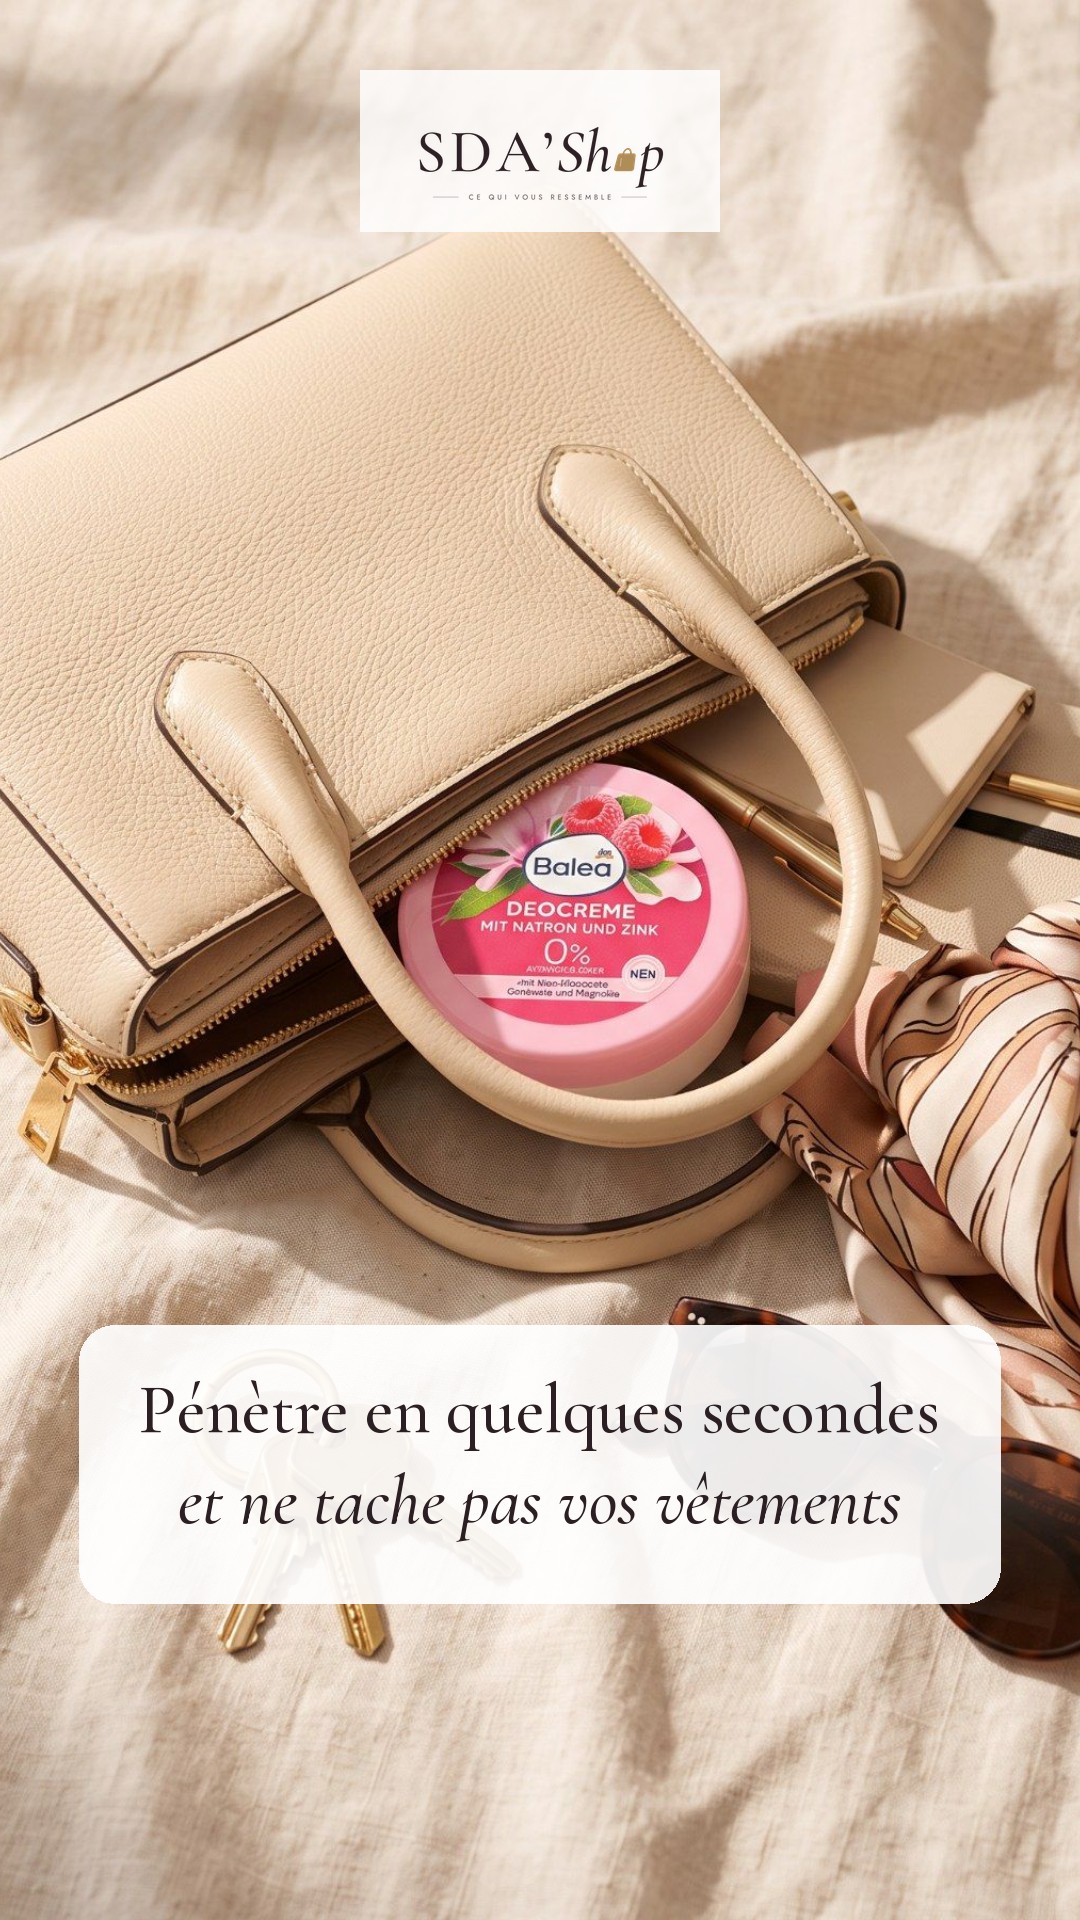 SDA'Shop
CE QUI VOUS RESSEMBLE
dm
Balea
DEOCREME
MIT NATRON UND ZINK
0%
NEN
Pénètre en quelques secondes
et ne tache pas vos vêtements